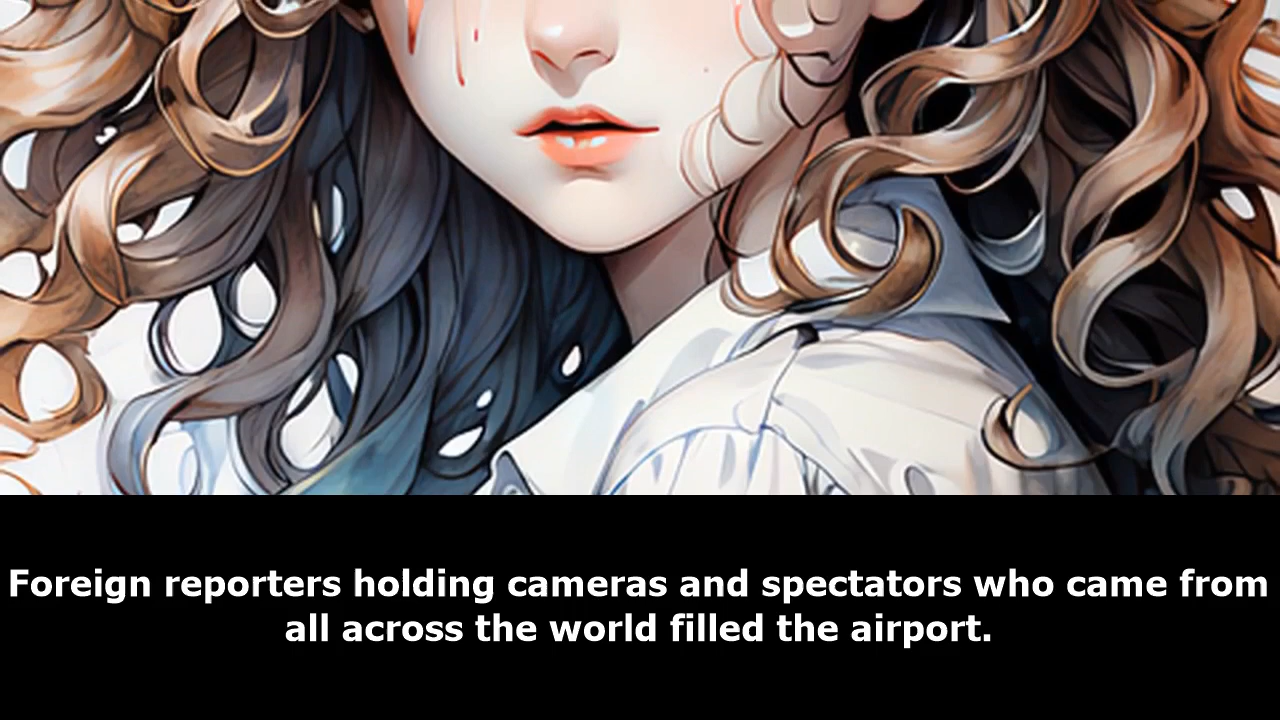 Foreign reporters holding cameras and spectators who came from
all across the world filled the airport.